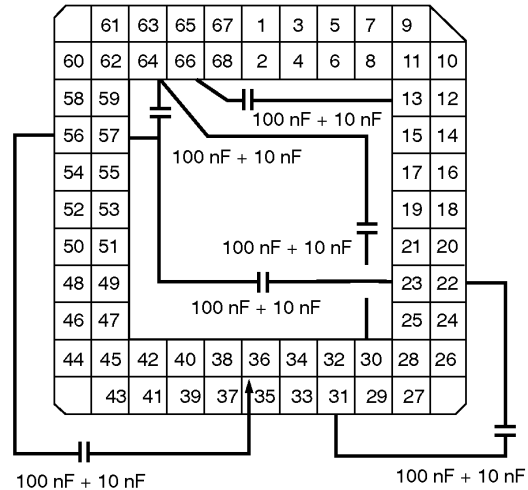 61 63 65 67 1 3 5 7 9
60 62 64 66 68 2 4 6 8 11 10
58 59 13 12
100 nF + 10 nF
56 57 15 14
100 nF + 10 nF
54 55 17 16
52 53 19 18
50 51 100 nF + 10 nF 21 20
48 49 23 22
100 nF + 10 nF
46 47 25 24
44 45 42 40 38 36 34 32 30 28 26
43 41 39 37 35 33 31 29 27
100 nF + 10 nF 100 nF + 10 nF